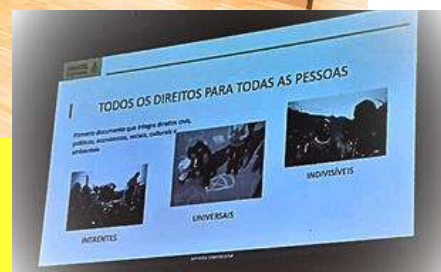 TODOS OS DIREITOS PARA TODAS AS PESSOAS
Primeiro documento que integra direitos civis,
políticos, econômicos, sociais, culturais e
ambientais
INDIVISÍVEIS
UNIVERSAIS
INERENTES